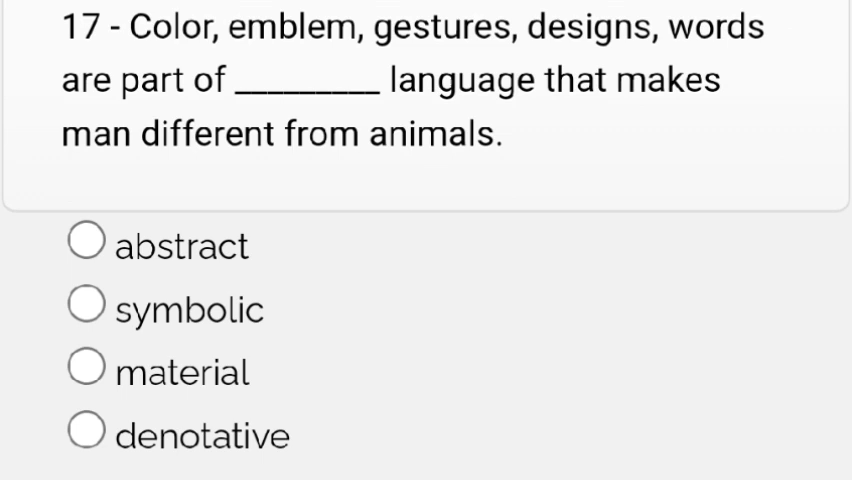 17 - Color, emblem, gestures, designs, words
are part of _________ language that makes
man different from animals.
abstract
symbolic
material
denotative